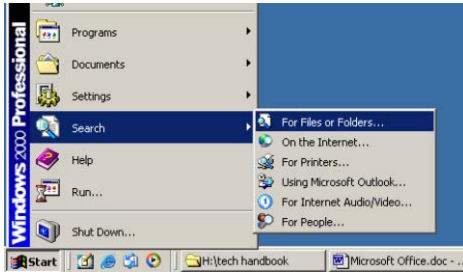 Windows 2000 Professional
Programs
Documents
Settings
Search
Help
Run...
Shut Down...
For Files or Folders...
On the Internet...
For Printers...
Using Microsoft Outlook...
For Internet Audio/Video...
For People...
Start
H:\tech handbook
Microsoft Office.doc - ..